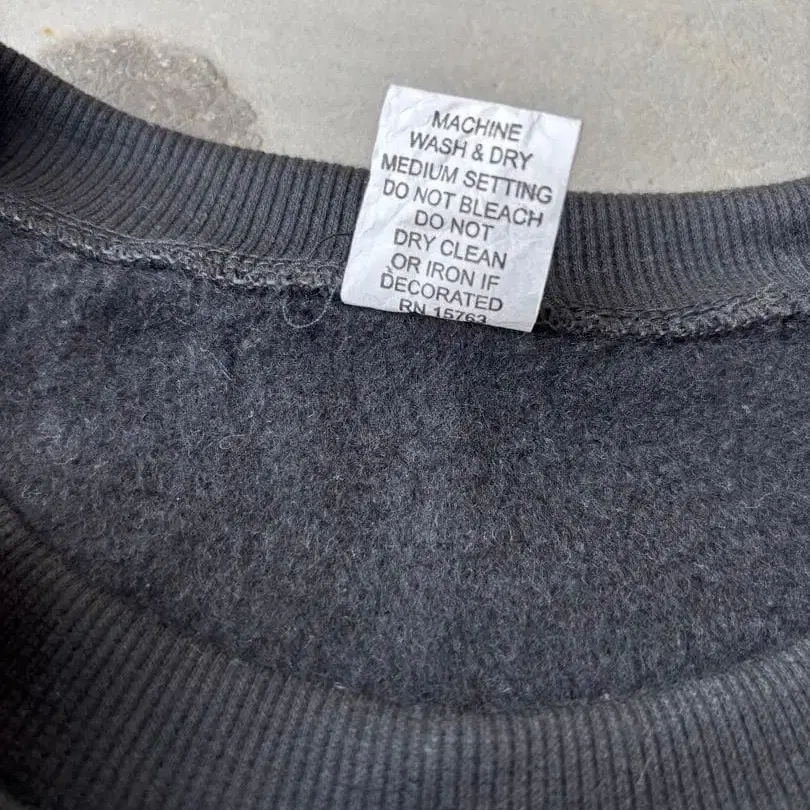 MACHINE
WASH & DRY
MEDIUM SETTING
DO NOT BLEACH
DO NOT
DRY CLEAN
OR IRON IF
DECORATED
RN 15763